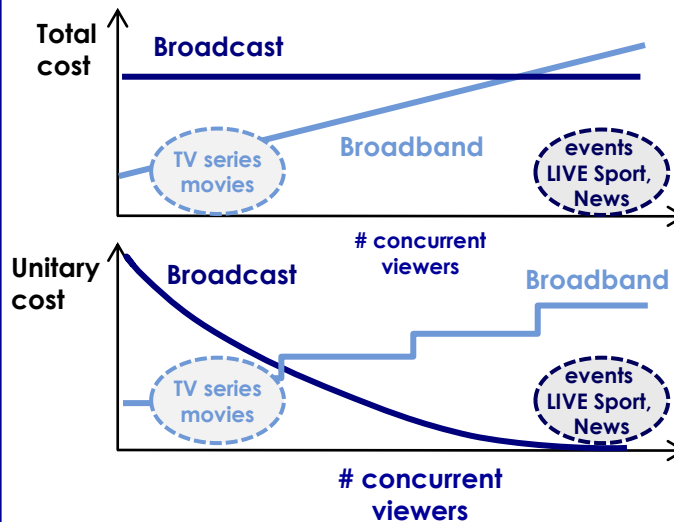 Total
cost
Broadcast
Broadband
TV series
movies
events
LIVE Sport,
News
# concurrent
viewers
Unitary
cost
Broadcast
Broadband
TV series
movies
events
LIVE Sport,
News
# concurrent
viewers